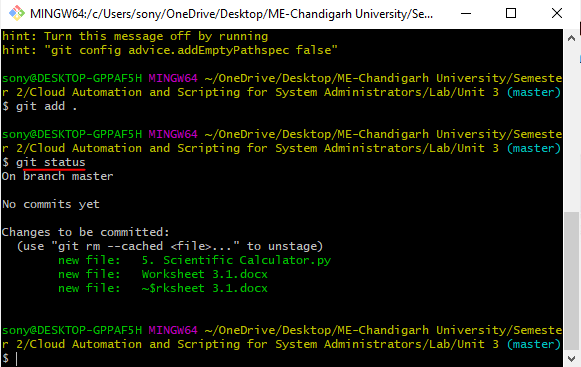 MINGW64:/c/Users/sony/OneDrive/Desktop/ME-Chandigarh University/Se...
hint: Turn this message off by running
hint: "git config advice.addEmptyPathspec false"
sony@DESKTOP-GPPAF5H MINGW64 ~/OneDrive/Desktop/ME-Chandigarh University/Semeste
r 2/Cloud Automation and Scripting for System Administrators/Lab/Unit 3 (master)
$ git add .
sony@DESKTOP-GPPAF5H MINGW64 ~/OneDrive/Desktop/ME-Chandigarh University/Semeste
r 2/Cloud Automation and Scripting for System Administrators/Lab/Unit 3 (master)
$ git status
On branch master
No commits yet
Changes to be committed:
  (use "git rm --cached <file>..." to unstage)
        new file:   5. Scientific Calculator.py
        new file:   Worksheet 3.1.docx
        new file:   ~$rksheet 3.1.docx
sony@DESKTOP-GPPAF5H MINGW64 ~/OneDrive/Desktop/ME-Chandigarh University/Semeste
r 2/Cloud Automation and Scripting for System Administrators/Lab/Unit 3 (master)
$